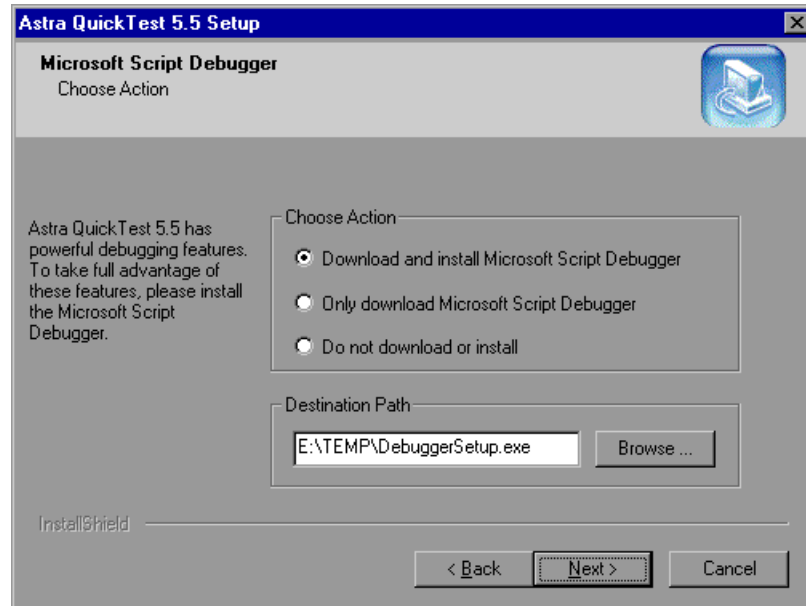 Astra QuickTest 5.5 Setup
Microsoft Script Debugger
Choose Action
Astra QuickTest 5.5 has
powerful debugging features.
To take full advantage of
these features, please install
the Microsoft Script
Debugger.
Choose Action
Download and install Microsoft Script Debugger
Only download Microsoft Script Debugger
Do not download or install
Destination Path
E:\TEMP\DebuggerSetup.exe
Browse ...
InstallShield
< Back
Next >
Cancel